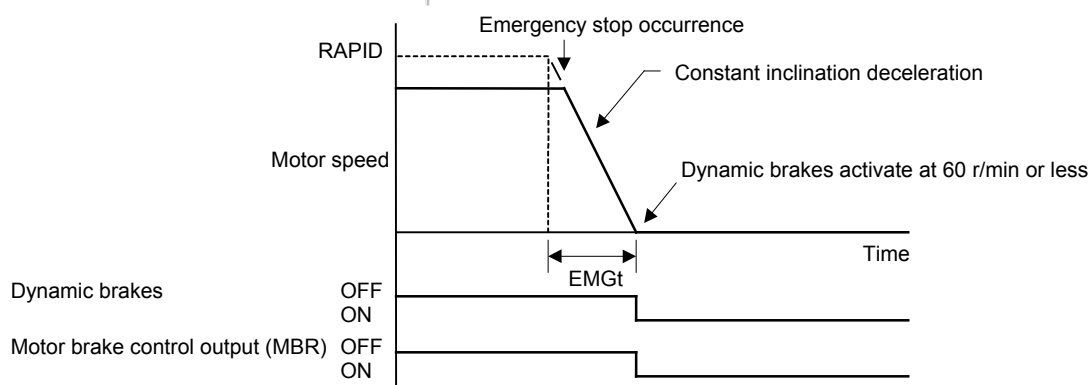 Emergency stop occurrence
RAPID
Constant inclination deceleration
Motor speed
Dynamic brakes activate at 60 r/min or less
Time
EMGt
Dynamic brakes OFF
ON
Motor brake control output (MBR) OFF
ON